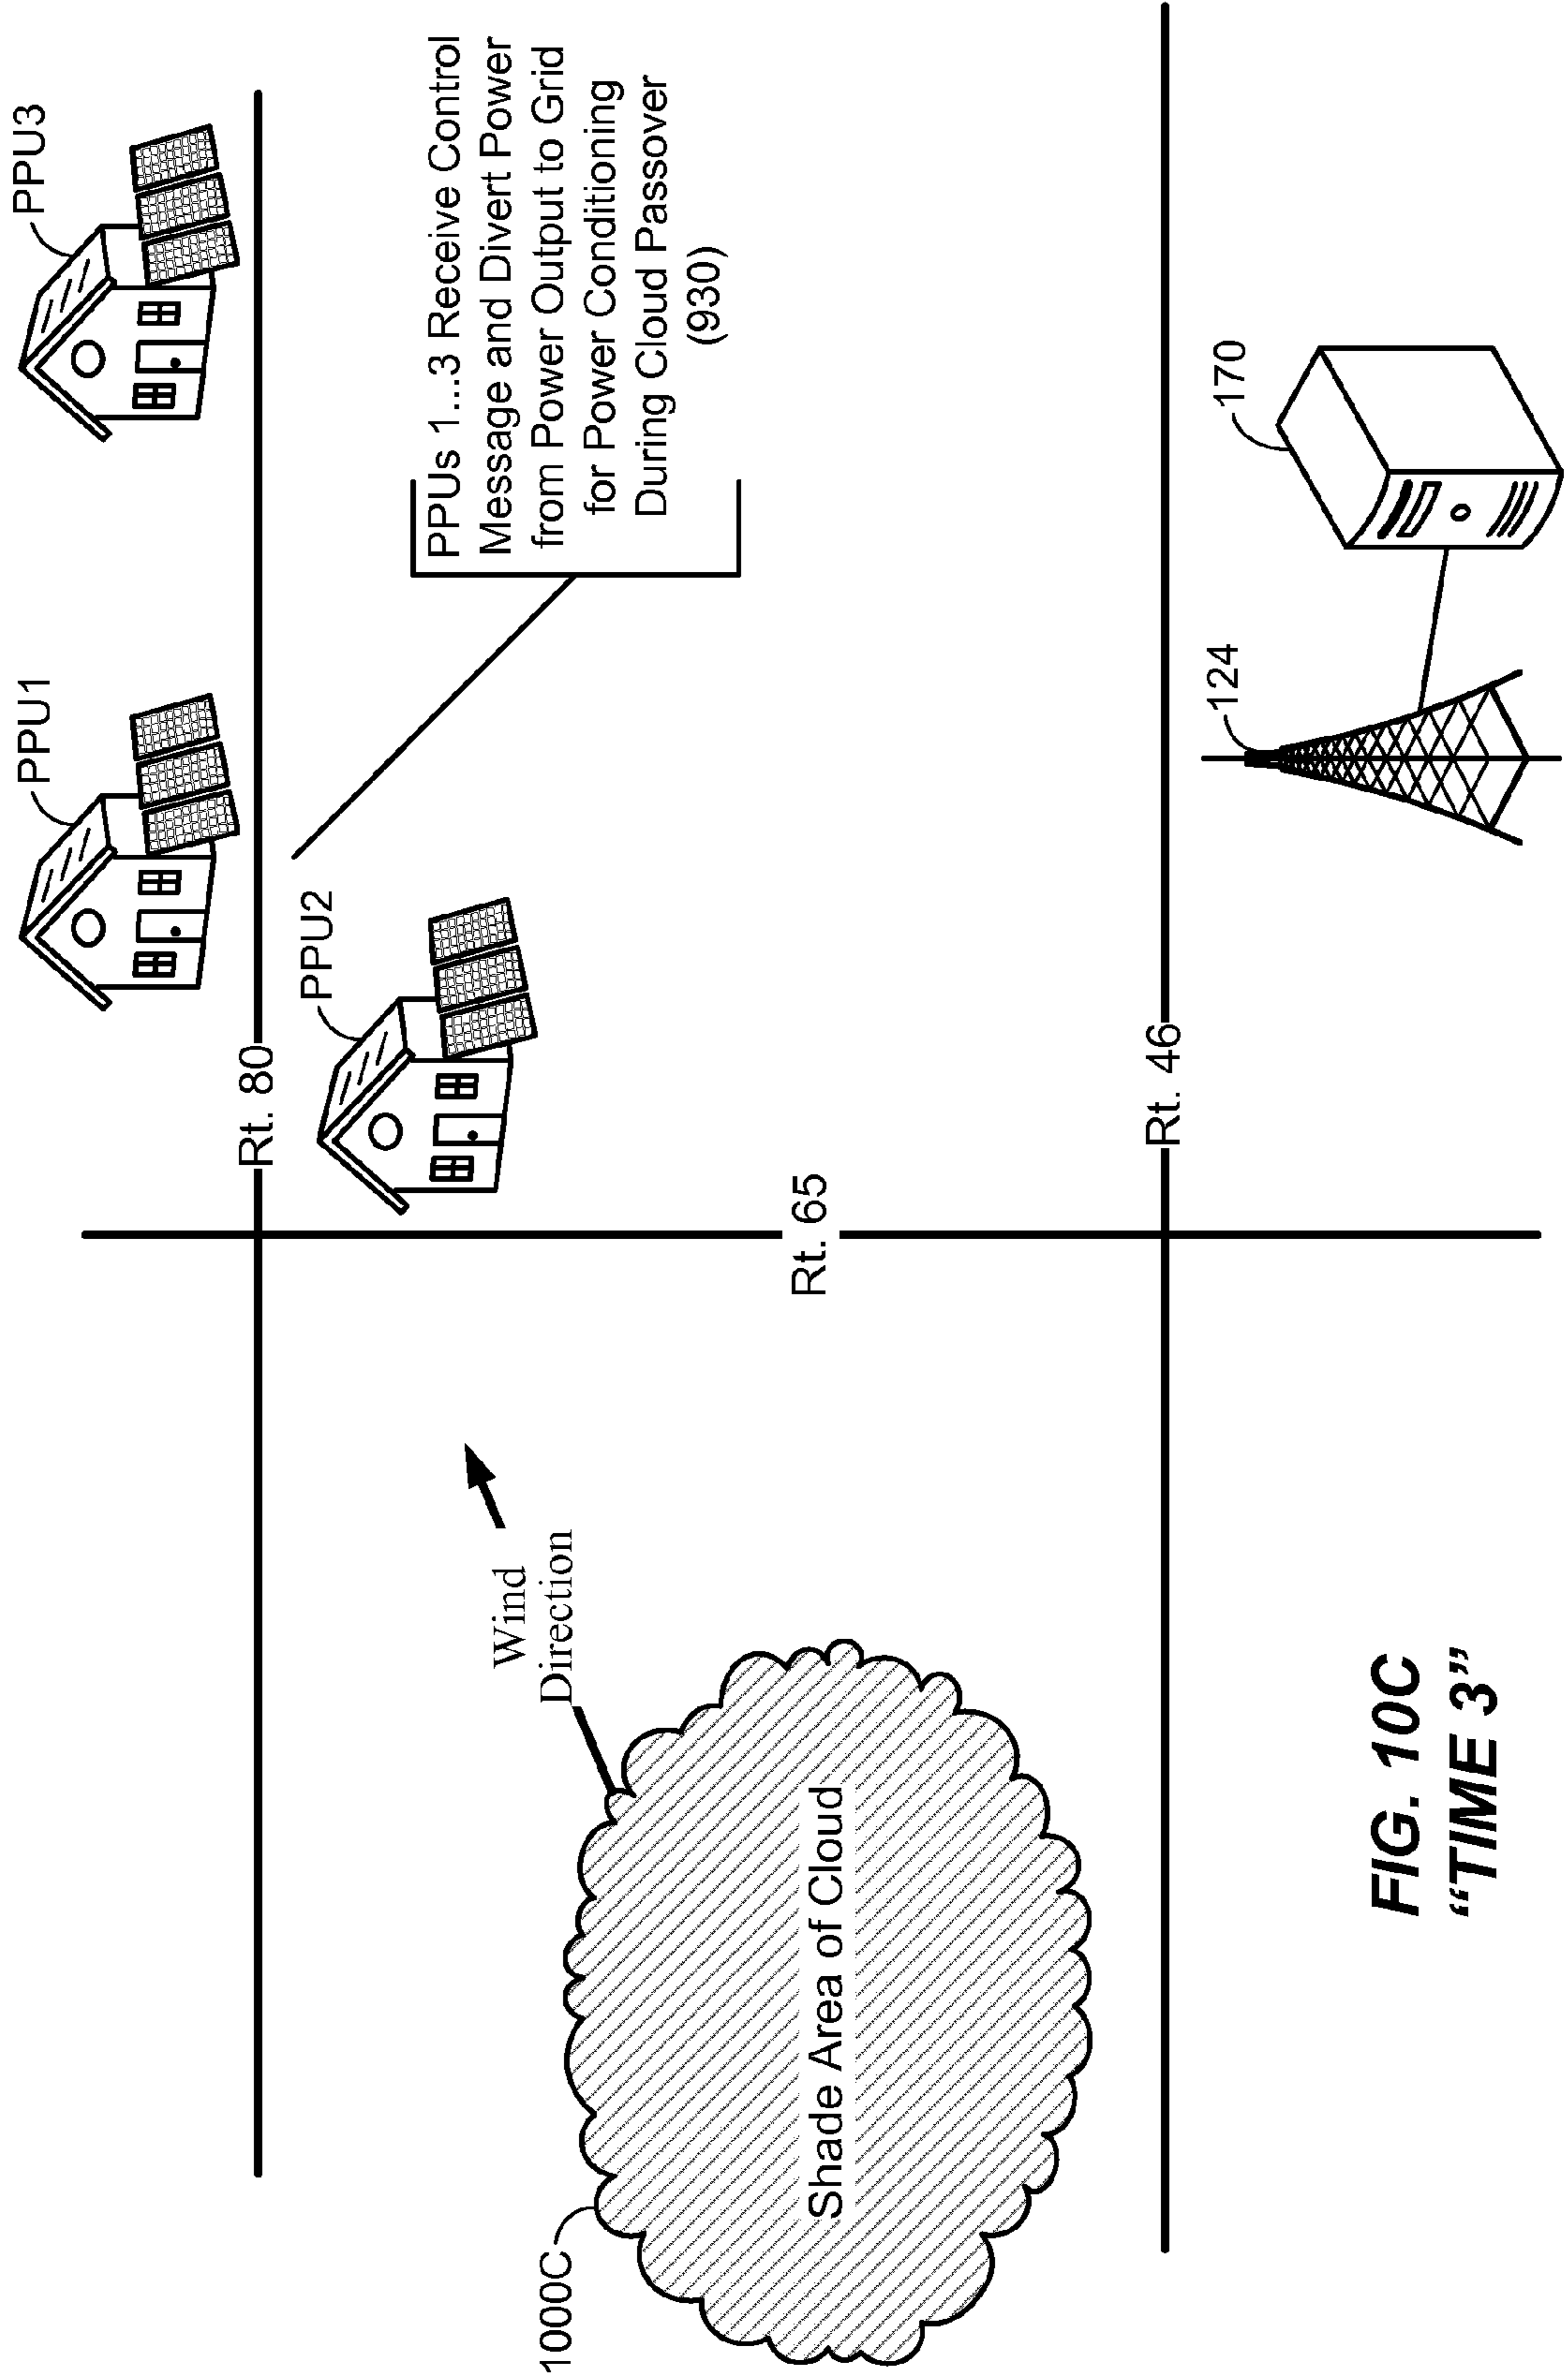 PPU1
PPU3
Rt. 80
PPU2
PPUs 1...3 Receive Control
Message and Divert Power
from Power Output to Grid
for Power Conditioning
During Cloud Passover
(930)
Wind
Direction
1000C
Shade Area of Cloud
Rt. 65
Rt. 46
124
170
FIG. 10C
“TIME 3”